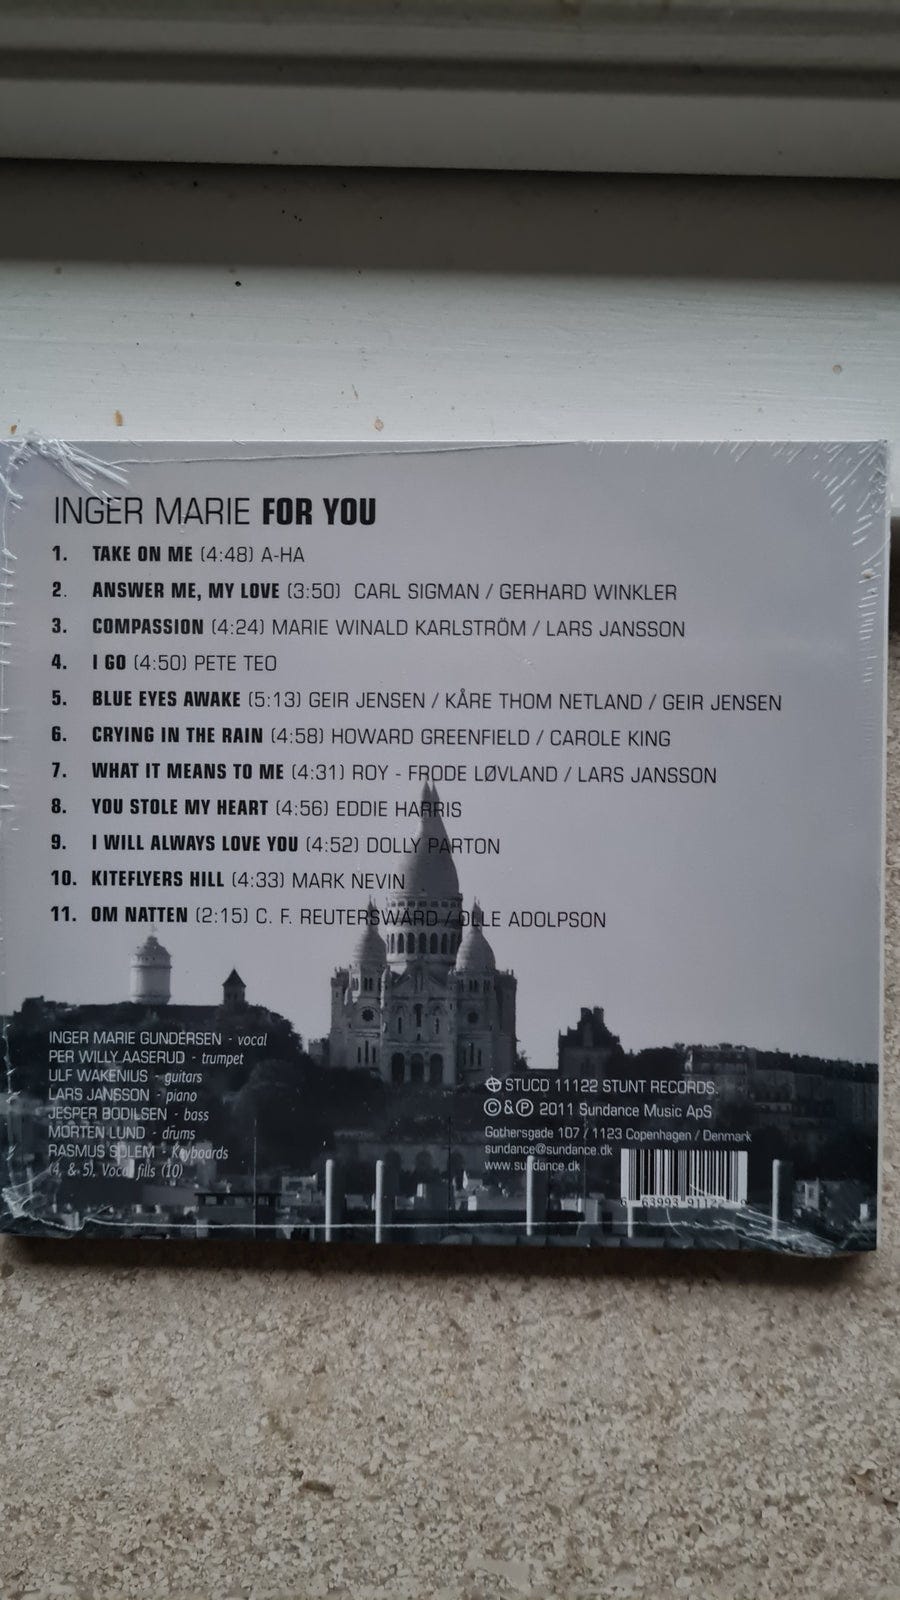 INGER MARIE FOR YOU
1. TAKE ON ME (4:48) A-HA
2. ANSWER ME, MY LOVE (3:50) CARL SIGMAN / GERHARD WINKLER
3. COMPASSION (4:24) MARIE WINALD KARLSTRÖM / LARS JANSSON
4. I GO (4:50) PETE TEO
5. BLUE EYES AWAKE (5:13) GEIR JENSEN / KÅRE THOM NETLAND / GEIR JENSEN
6. CRYING IN THE RAIN (4:58) HOWARD GREENFIELD / CAROLE KING
7. WHAT IT MEANS TO ME (4:31) ROY - FRODE LØVLAND / LARS JANSSON
8. YOU STOLE MY HEART (4:56) EDDIE HARRIS
9. I WILL ALWAYS LOVE YOU (4:52) DOLLY PARTON
10. KITEFLYERS HILL (4:33) MARK NEVIN
11. OM NATTEN (2:15) C. F. REUTERSWÄRD / OLLE ADOLPSON
INGER MARIE GUNDERSEN - vocal
PER WILLY AASERUD - trumpet
ULF WAKENIUS - guitars
LARS JANSSON - piano
JESPER BODILSEN - bass
MORTEN LUND - drums
RASMUS SOLEM - Keyboards
(4, & 5), Vocal fills (10)
STUCD 11122 STUNT RECORDS.
© & ℗ 2011 Sundance Music ApS
Gothersgade 107 / 1123 Copenhagen / Denmark
sundance@sundance.dk
www.sundance.dk
6 63993 91122 9